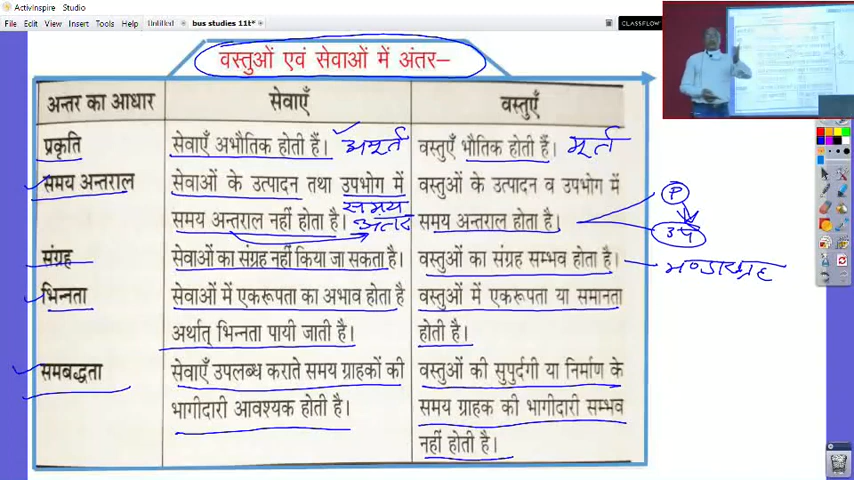 ActivInspire Studio
File Edit View Insert Tools Help Untitled bus studies 11t* CLASSFLOW
वस्तुओं एवं सेवाओं में अंतर-
अन्तर का आधार सेवाएँ वस्तुएँ
प्रकृति सेवाएँ अभौतिक होती हैं। अमूर्त वस्तुएँ भौतिक होती हैं। मूर्त
समय अन्तराल सेवाओं के उत्पादन तथा उपभोग में वस्तुओं के उत्पादन व उपभोग में
समय अन्तराल नहीं होता है। समय अंतराल समय अन्तराल होता है। P उप
संग्रह सेवाओं का संग्रह नहीं किया जा सकता है। वस्तुओं का संग्रह सम्भव होता है।
भिन्नता सेवाओं में एकरूपता का अभाव होता है वस्तुओं में एकरूपता या समानता
अर्थात् भिन्नता पायी जाती है। होती है।
समबद्धता सेवाएँ उपलब्ध कराते समय ग्राहकों की वस्तुओं की सुपुर्दगी या निर्माण के
भागीदारी आवश्यक होती है। समय ग्राहक की भागीदारी सम्भव
नहीं होती है।